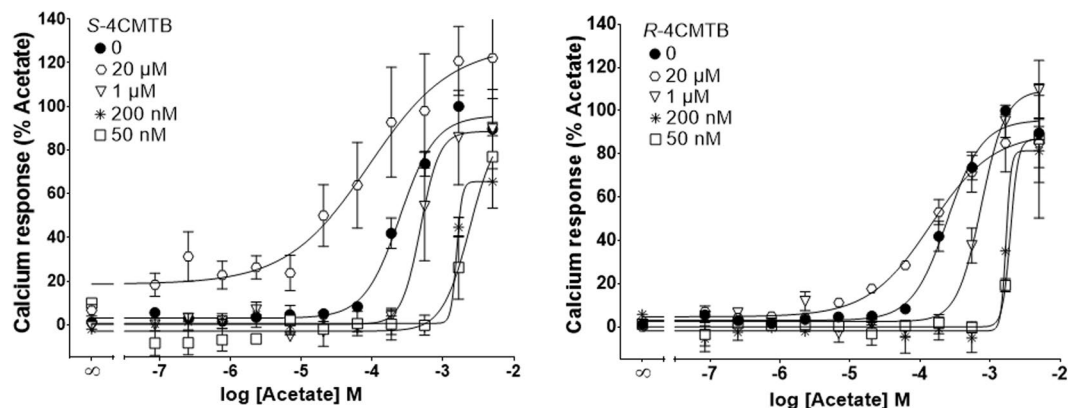 S-4CMTB
0
20 µM
1 µM
200 nM
50 nM
140
120
100
80
60
40
20
0
Calcium response (% Acetate)
∞
-7
-6
-5
-4
-3
-2
log [Acetate] M
R-4CMTB
0
20 µM
1 µM
200 nM
50 nM
140
120
100
80
60
40
20
0
Calcium response (% Acetate)
∞
-7
-6
-5
-4
-3
-2
log [Acetate] M